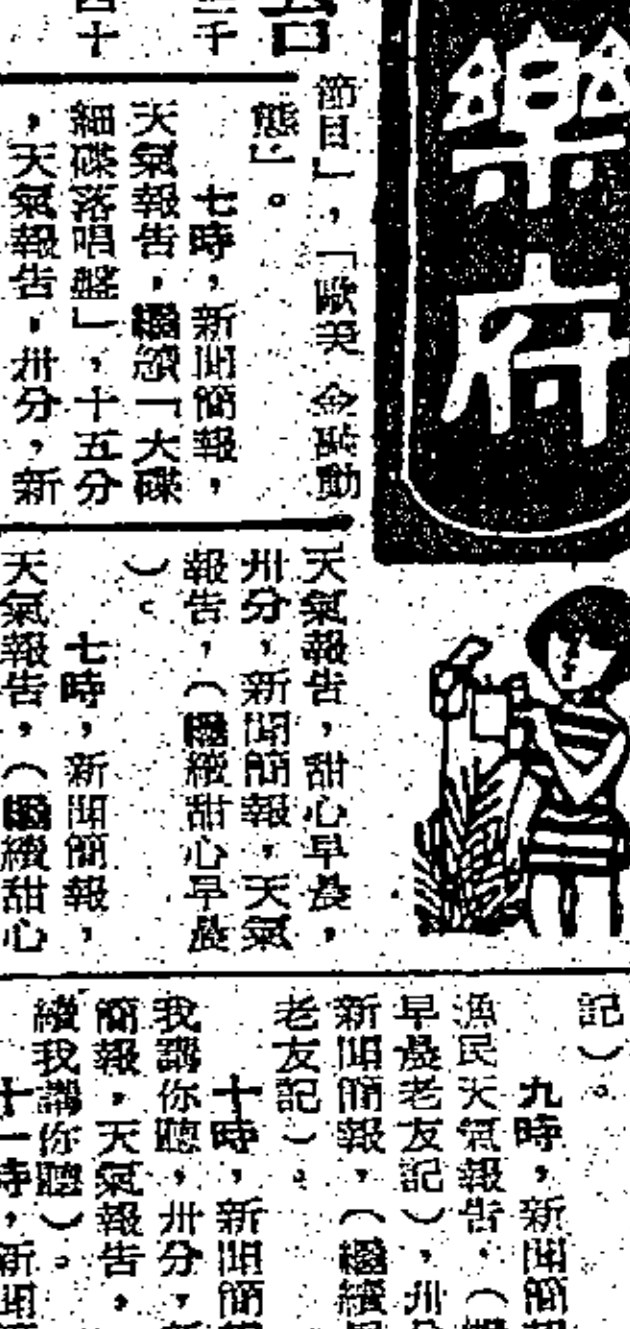 樂府
台
千
四十
節目」,「歐美金融動
態」。
七時,新聞簡報,
天氣報告,繼續「大碟
細碟落唱盤」,十五分
,天氣報告,卅分,新
天氣報告,甜心早晨,
卅分,新聞簡報,天氣
報告,(繼續甜心早晨
)。
七時,新聞簡報,
天氣報告,(繼續甜心
記)。
九時,新聞簡報
漁民天氣報告,(繼
早晨老友記),卅分
新聞簡報,(繼續早
老友記)。
十時,新聞簡報
我講你聽,卅分,新
簡報,天氣報告,
續我講你聽)。
十一時,新聞